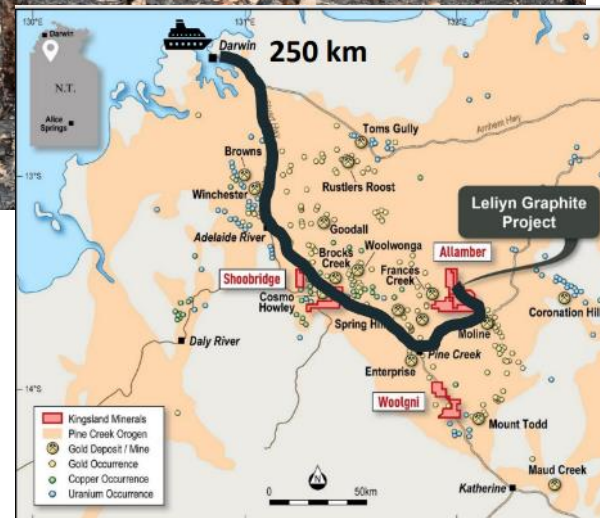 Darwin
N.T.
Alice
Springs
131°E
132°E
Darwin
250 km
Arnhem Hwy
Toms Gully
Browns
Rustlers Roost
13°S
Winchester
Leliyn Graphite
Project
Adelaide River
Goodall
Woolwonga
Allamber
Brocks
Creek
Frances
Creek
Shoobridge
Cosmo
Howley
Coronation Hill
Spring Hill
Moline
Daly River
Pine Creek
Enterprise
14°S
Woolgni
Mount Todd
Kingsland Minerals
Pine Creek Orogen
Gold Deposit / Mine
Gold Occurrence
Copper Occurrence
Uranium Occurrence
N
0
50km
Maud Creek
Katherine